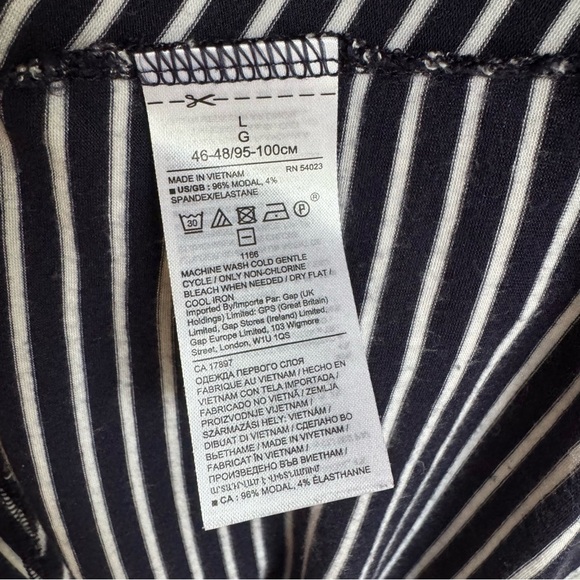 L
G
46-48/95-100CM
MADE IN VIETNAM RN 54023
■ US/GB : 96% MODAL, 4%
SPANDEX/ELASTANE
30 P ®
1166
MACHINE WASH COLD GENTLE
CYCLE / ONLY NON-CHLORINE
BLEACH WHEN NEEDED / DRY FLAT /
COOL IRON
Imported By/Importe Par: Gap (UK
Holdings) Limited: GPS (Great Britain)
Limited, Gap Stores (Ireland) Limited.
Gap Europe Limited, 103 Wigmore
Street, London, W1U 1QS
CA 17897
ОДЕЖДА ПЕРВОГО СЛОЯ
FABRIQUE AU VIETNAM / HECHO EN
VIETNAM CON TELA IMPORTADA /
FABRICADO NO VIETNÃ / ZEMLJA
PROIZVODNJE VIJETNAM /
SZÁRMAZÁSI HELY: VIETNÁM /
DIBUAT DI VIETNAM / СДЕЛАНО ВО
ВЬЕТНАМЕ / MADE IN VIYETNAM /
FABRICAT ÎN VIETNAM /
ПРОИЗВЕДЕНО ВЪВ ВИЕТНАМ /
■ CA : 96% MODAL, 4% ÉLASTHANNE